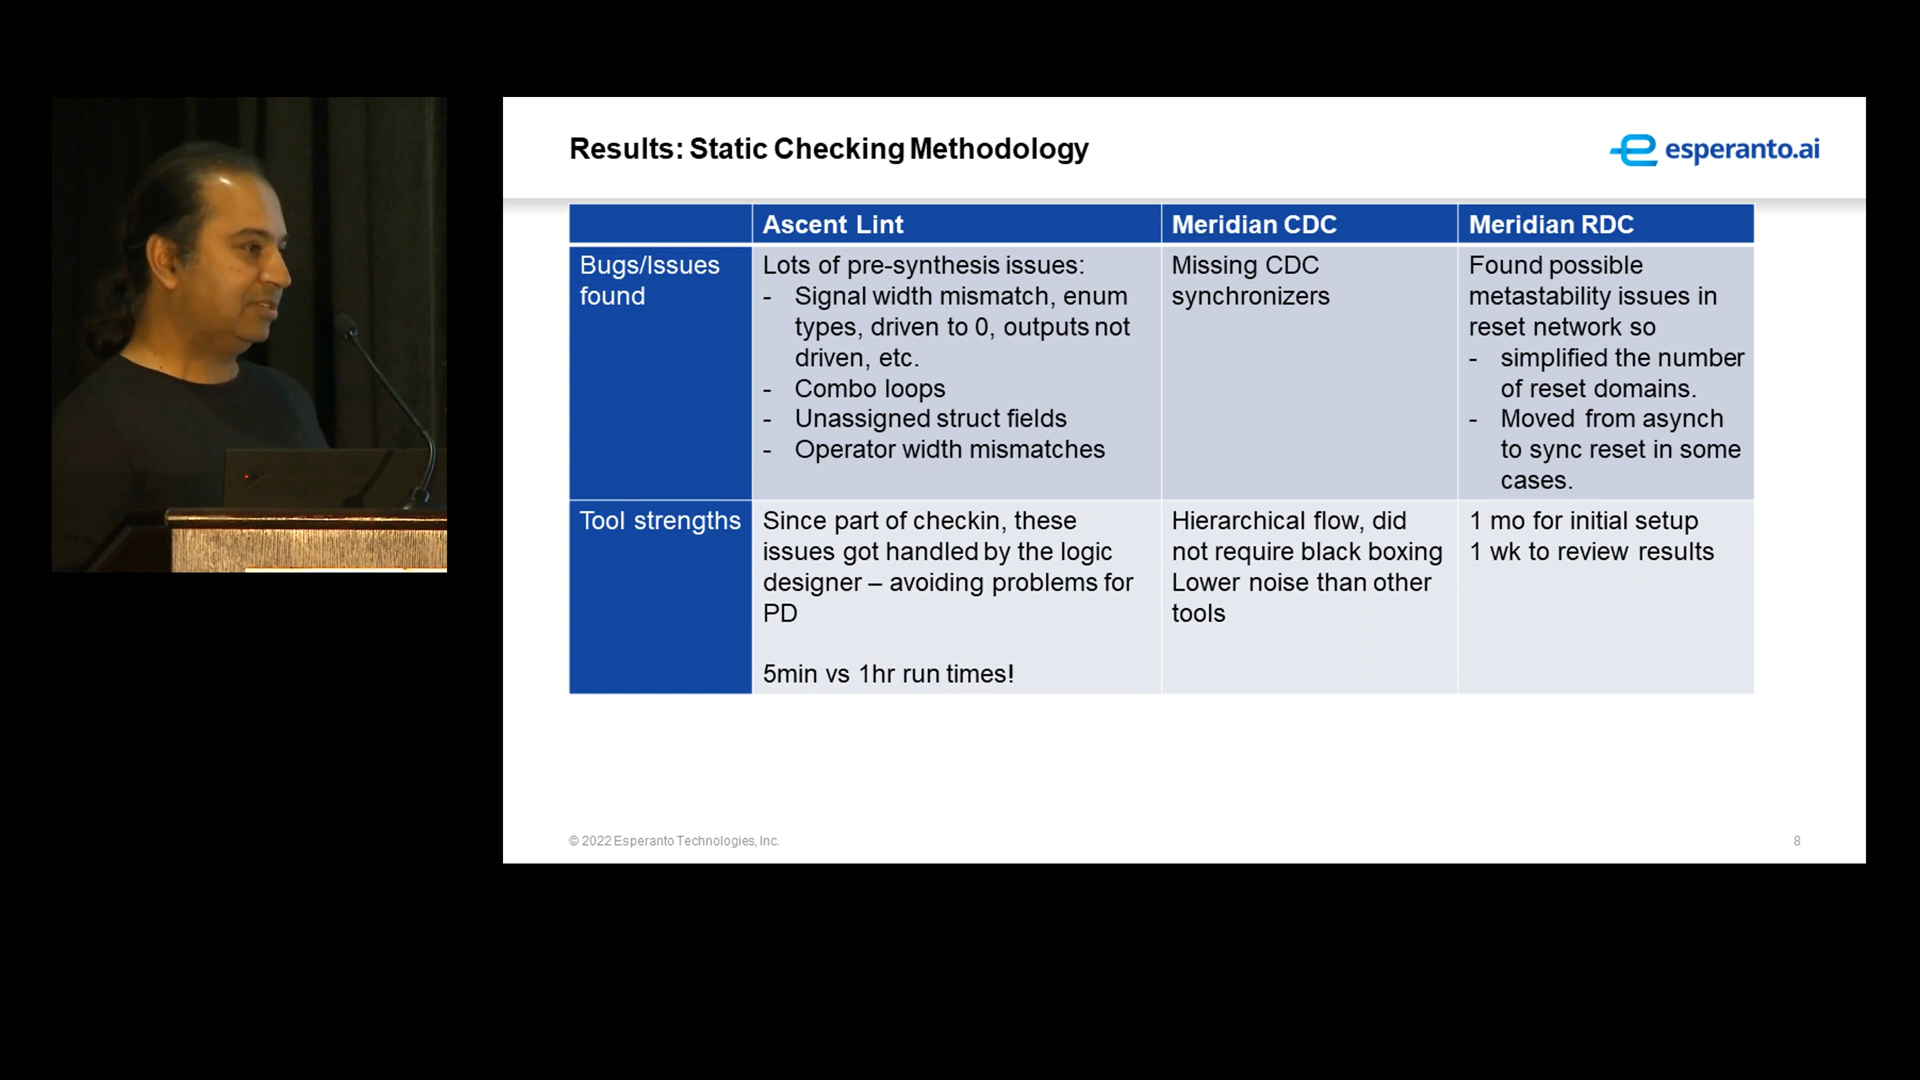 Results: Static Checking Methodology
esperanto.ai
Ascent Lint
Meridian CDC
Meridian RDC
Bugs/Issues
found
Lots of pre-synthesis issues:
- Signal width mismatch, enum
types, driven to 0, outputs not
driven, etc.
- Combo loops
- Unassigned struct fields
- Operator width mismatches
Missing CDC
synchronizers
Found possible
metastability issues in
reset network so
- simplified the number
of reset domains.
- Moved from asynch
to sync reset in some
cases.
Tool strengths
Since part of checkin, these
issues got handled by the logic
designer – avoiding problems for
PD
5min vs 1hr run times!
Hierarchical flow, did
not require black boxing
Lower noise than other
tools
1 mo for initial setup
1 wk to review results
© 2022 Esperanto Technologies, Inc.
8